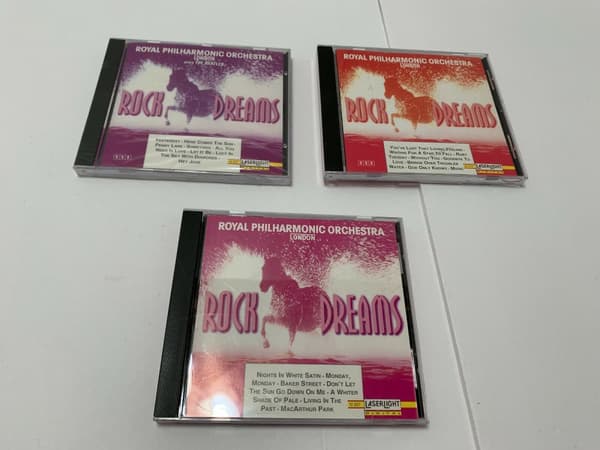 ROYAL PHILHARMONIC ORCHESTRA
LONDON
PLAYS THE BEATLES
ROCK DREAMS
YESTERDAY - HERE COMES THE SUN -
PENNY LANE - SOMETHING - ALL YOU
NEED IS LOVE - LET IT BE - LUCY IN
THE SKY WITH DIAMONDS -
HEY JUDE
LASERLIGHT
DIGITAL
ROYAL PHILHARMONIC ORCHESTRA
LONDON
ROCK DREAMS
YOU'VE LOST THAT LOVING FEELING -
WAITING FOR A STAR TO FALL - RUBY
TUESDAY - WITHOUT YOU - GOODBYE TO
LOVE - BRIDGE OVER TROUBLED
WATER - GOD ONLY KNOWS -
LASERLIGHT
DIGITAL
ROYAL PHILHARMONIC ORCHESTRA
LONDON
ROCK DREAMS
NIGHTS IN WHITE SATIN - MONDAY,
MONDAY - BAKER STREET - DON'T LET
THE SUN GO DOWN ON ME - A WHITER
SHADE OF PALE - LIVING IN THE
PAST - MACARTHUR PARK
LASERLIGHT
DIGITAL